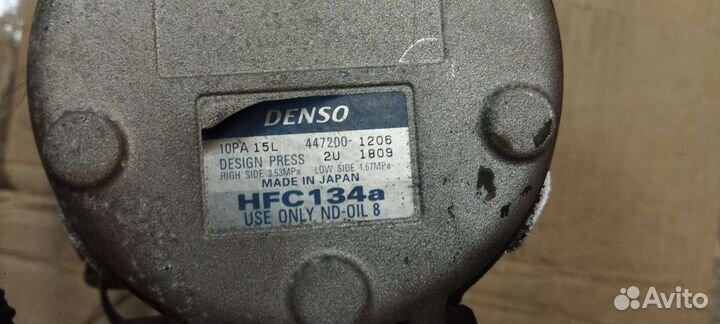 DENSO
10PA 15L 447200-1206
DESIGN PRESS 2U 1809
HIGH SIDE 3.53MPa LOW SIDE 1.67MPa
MADE IN JAPAN
HFC134a
USE ONLY ND-OIL 8
Avito